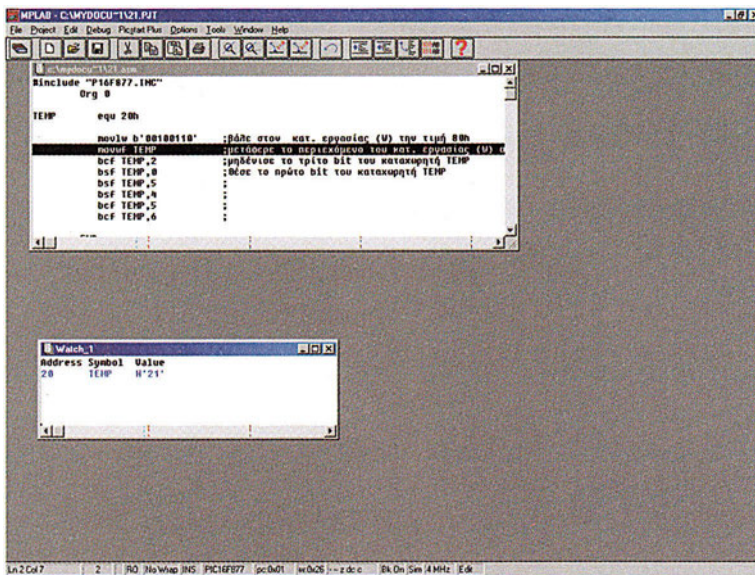 MPLAB - C:\MYDOCU~1\21.PJT
File Project Edit Debug Picstart Plus Options Tools Window Help
c:\mydocu~1\21.asm
#include "P16F877.INC"
Org 0
TEMP equ 20h
movlw b'00100110' ;βάλε στον κατ. εργασίας (W) την τιμή 80h
movwf TEMP ;μετάφερε το περιεχόμενο του κατ. εργασίας (W) σ
bcf TEMP,2 ;μηδένισε το τρίτο bit του καταχωρητή TEMP
bsf TEMP,0 ;θέσε το πρώτο bit του καταχωρητή TEMP
bsf TEMP,5 ;
bsf TEMP,4 ;
bcf TEMP,5 ;
bcf TEMP,6 ;
Watch_1
Address Symbol Value
20 TEMP H'21'
Ln 2 Col 7 2 RO No Wrap INS PIC16F877 pc:0x01 w:0x26 -- z dc c Bk On Sim 4 MHz Edit